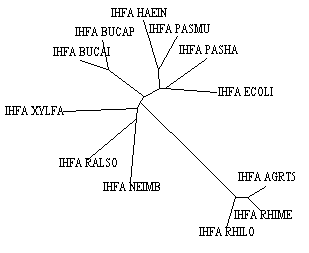 IHFA HAEIN
IHFA BUCAP
IHFA PASMU
IHFA BUCAI
IHFA PASHA
IHFA ECOLI
IHFA XYLFA
IHFA RALSO
IHFA NEIMB
IHFA AGRT5
IHFA RHIME
IHFA RHILO